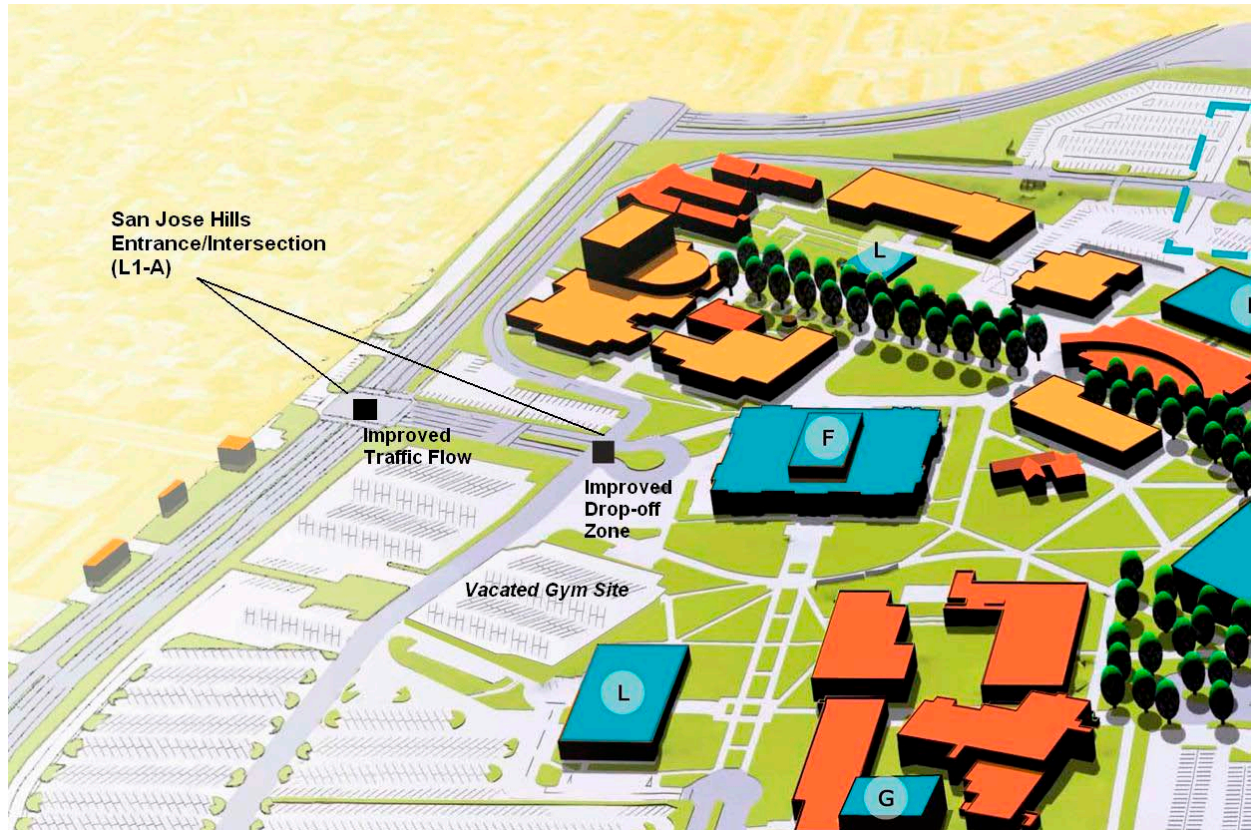 San Jose Hills
Entrance/Intersection
(L1-A)
L
Improved
Traffic Flow
F
Improved
Drop-off
Zone
Vacated Gym Site
L
G